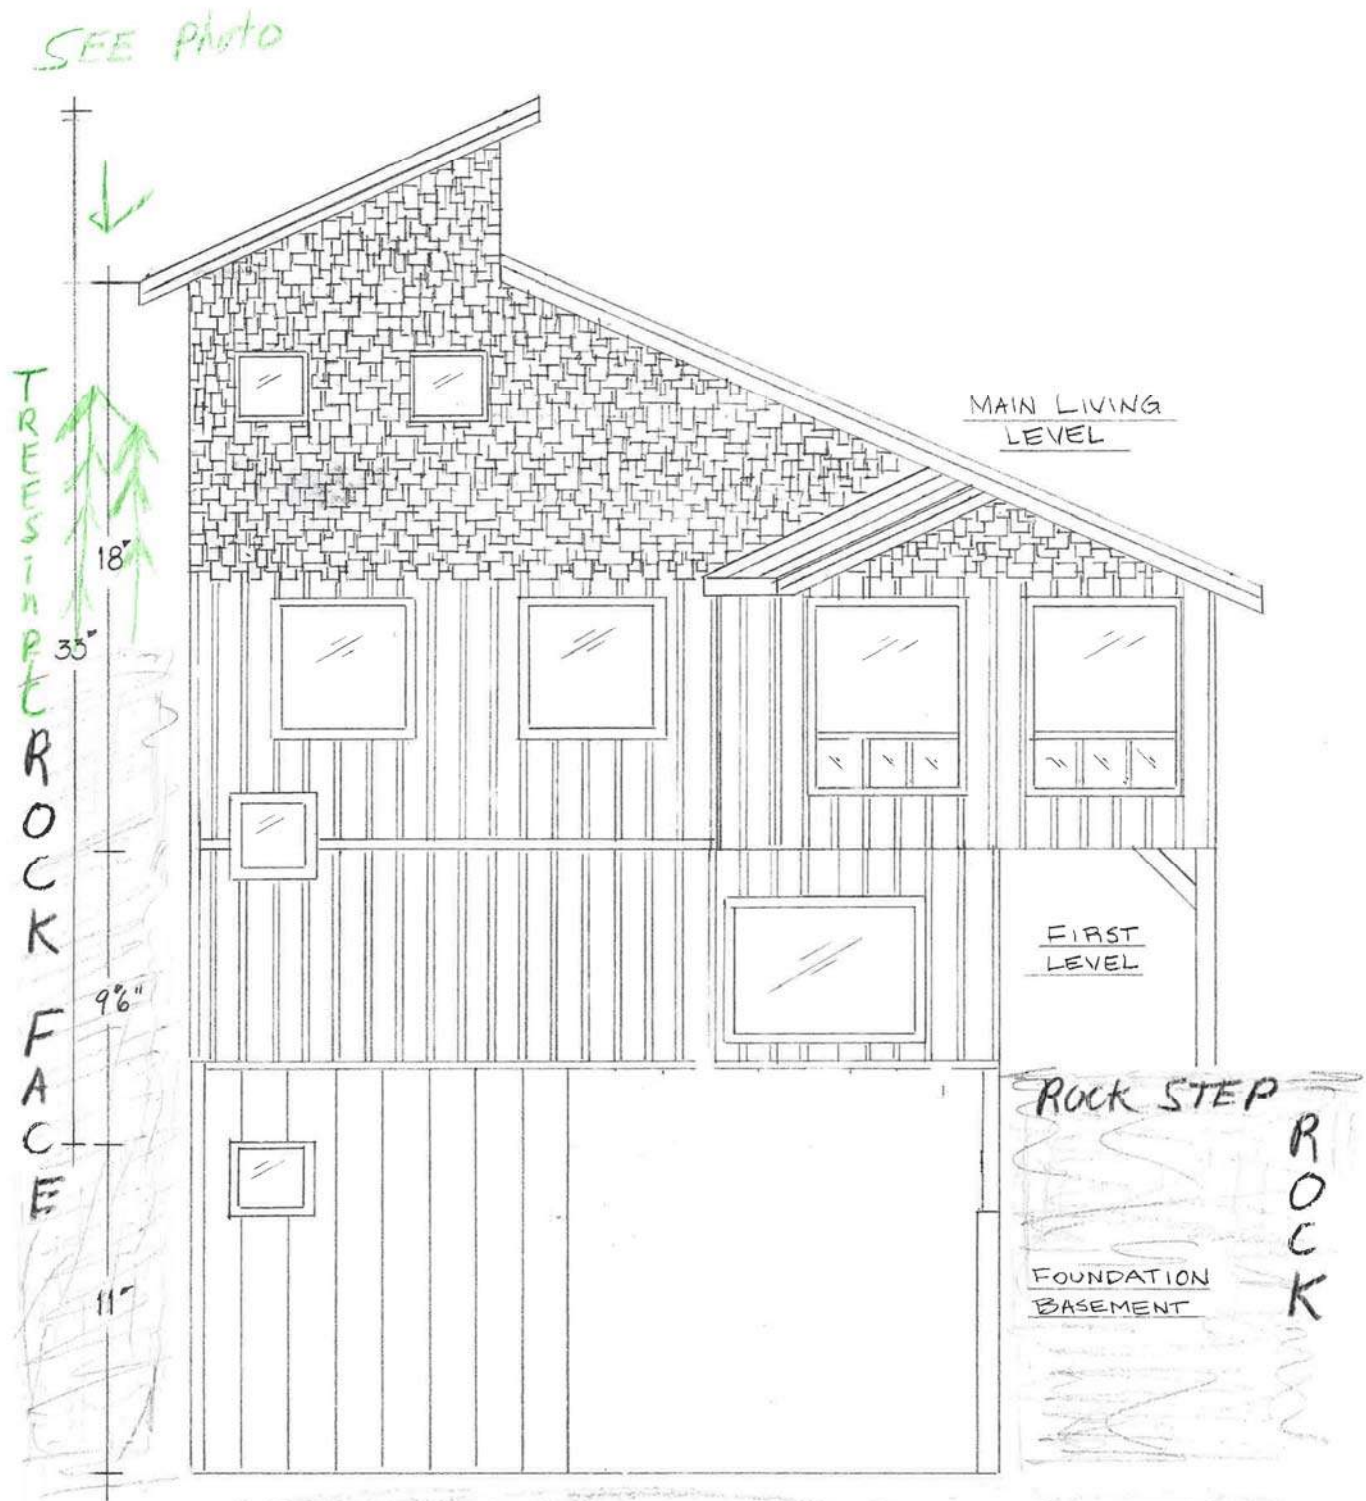 SEE Photo
MAIN LIVING
LEVEL
TREES in PL
18'
33'
ROCK FACE
FIRST
LEVEL
9'6"
ROCK STEP
ROCK
FOUNDATION
BASEMENT
11'